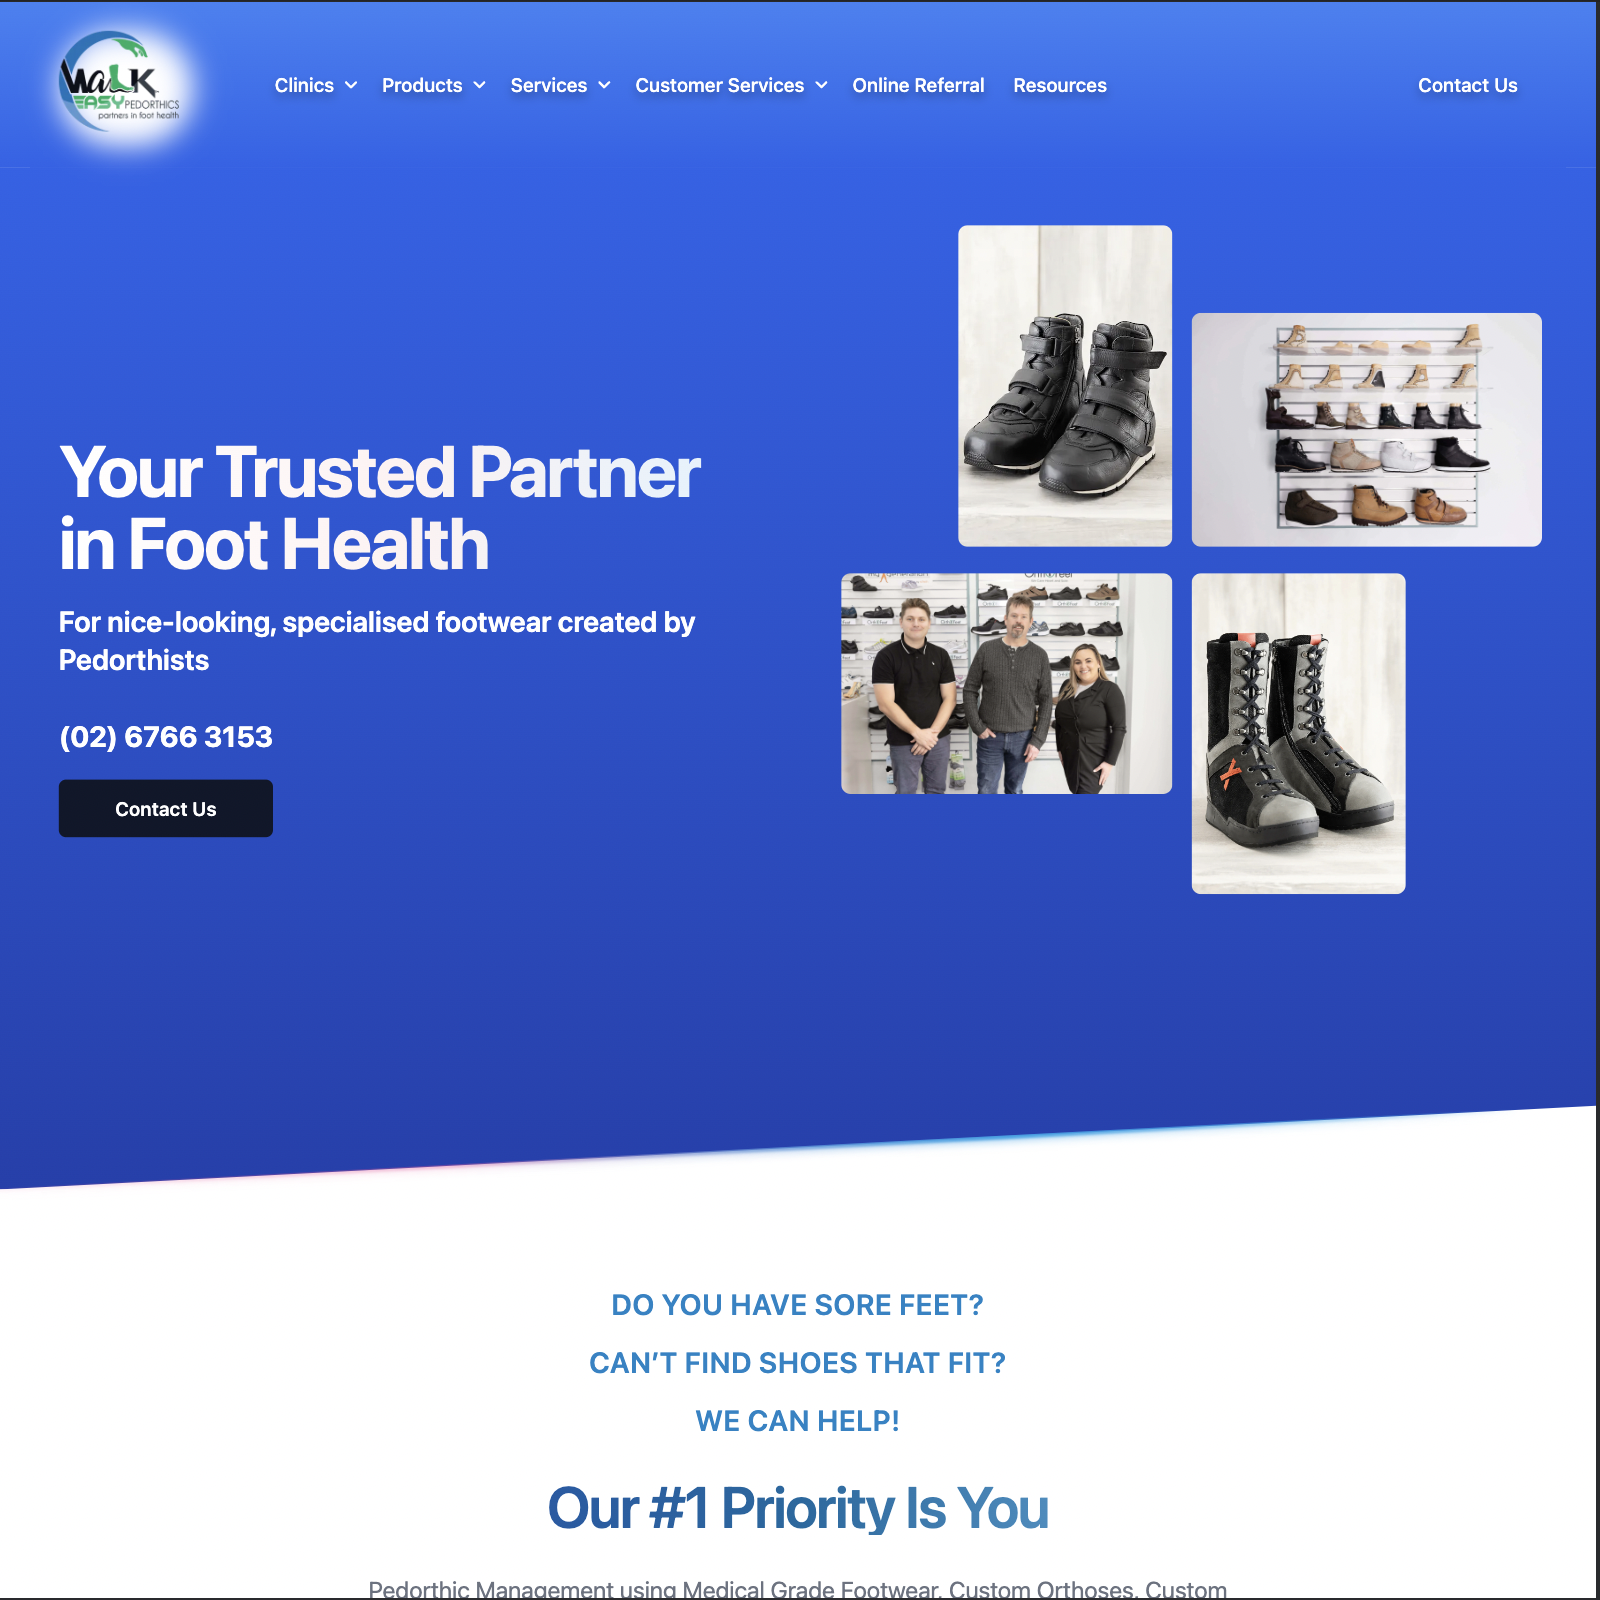 WaLK
EASY PEDORTHICS
partners in foot health
Clinics
Products
Services
Customer Services
Online Referral
Resources
Contact Us
Your Trusted Partner
in Foot Health
For nice-looking, specialised footwear created by
Pedorthists
(02) 6766 3153
Contact Us
DO YOU HAVE SORE FEET?
CAN’T FIND SHOES THAT FIT?
WE CAN HELP!
Our #1 Priority Is You
Pedorthic Management using Medical Grade Footwear, Custom Orthoses, Custom